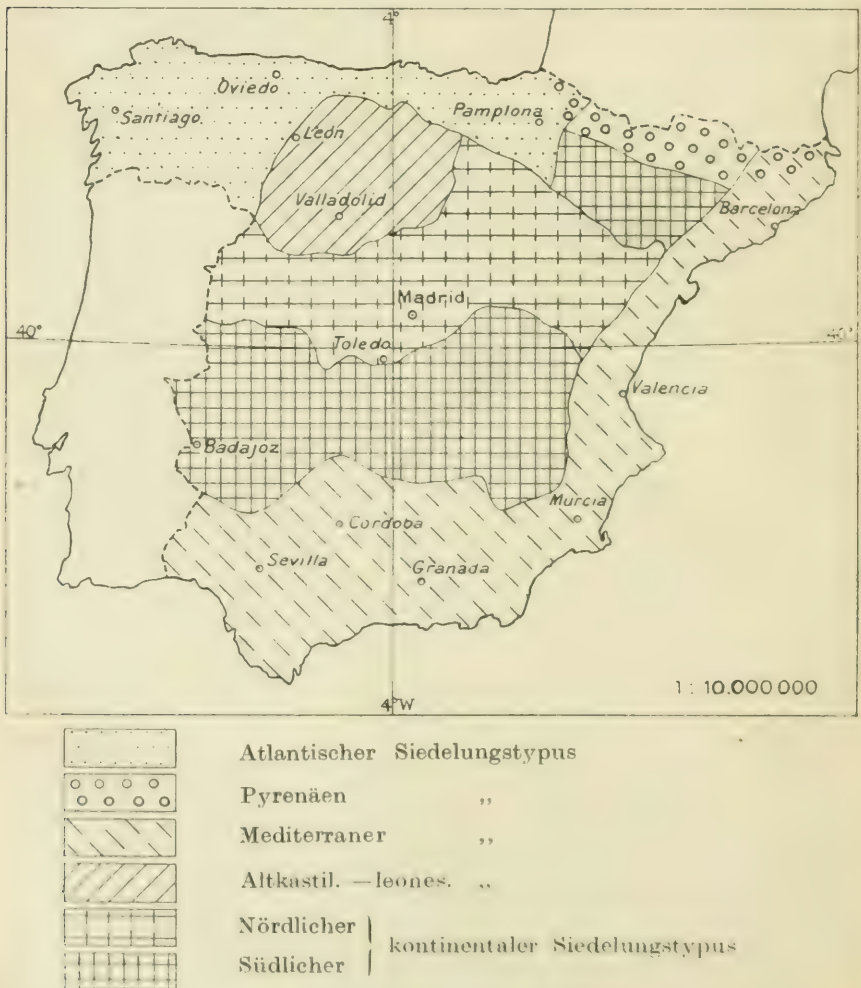 4°
Oviedo
Santiago
Pamplona
León
Valladolid
Barcelona
Madrid
40°
40°
Toledo
Valencia
Badajoz
Murcia
Cordoba
Sevilla
Granada
1 : 10.000 000
4°W
Atlantischer Siedelungstypus
Pyrenäen „
Mediterraner „
Altkastil. — leones. „
Nördlicher
kontinentaler Siedelungstypus
Südlicher